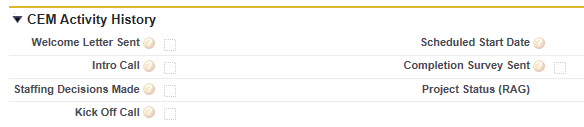 CEM Activity History
Welcome Letter Sent ?
Scheduled Start Date ?
Intro Call ?
Completion Survey Sent ?
Staffing Decisions Made ?
Project Status (RAG)
Kick Off Call ?